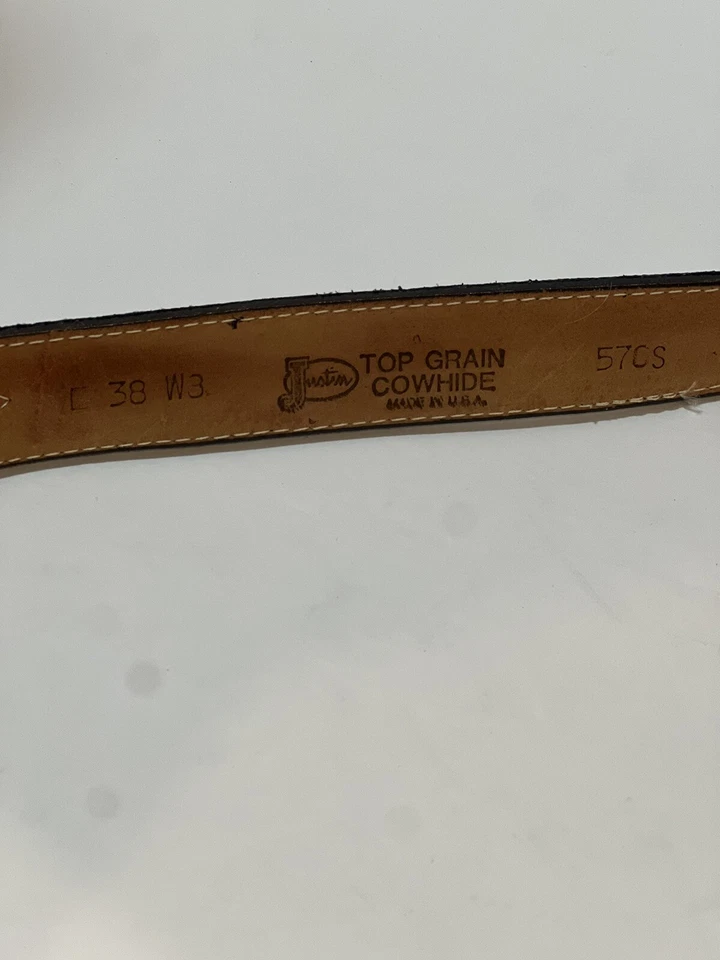 38 W3
Justin
TOP GRAIN
COWHIDE
MADE IN U.S.A.
57CS